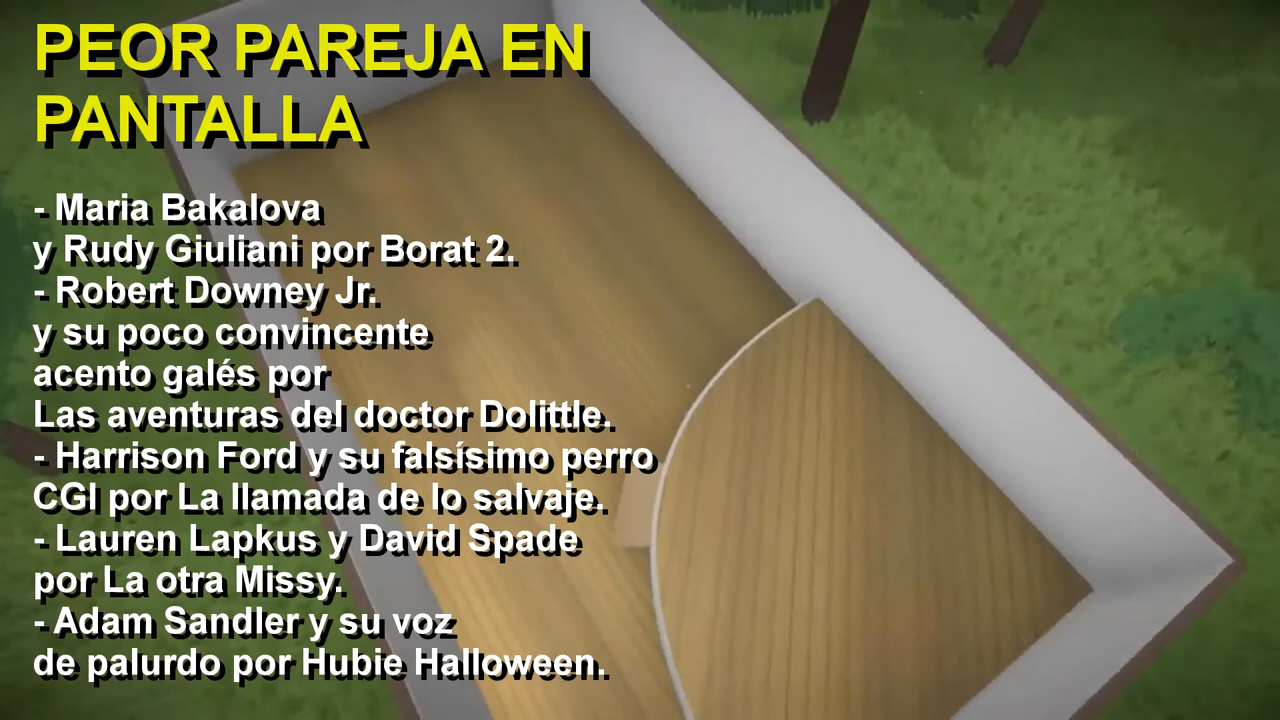 PEOR PAREJA EN
PANTALLA
- Maria Bakalova
y Rudy Giuliani por Borat 2.
- Robert Downey Jr.
y su poco convincente
acento galés por
Las aventuras del doctor Dolittle.
- Harrison Ford y su falsísimo perro
CGI por La llamada de lo salvaje.
- Lauren Lapkus y David Spade
por La otra Missy.
- Adam Sandler y su voz
de palurdo por Hubie Halloween.